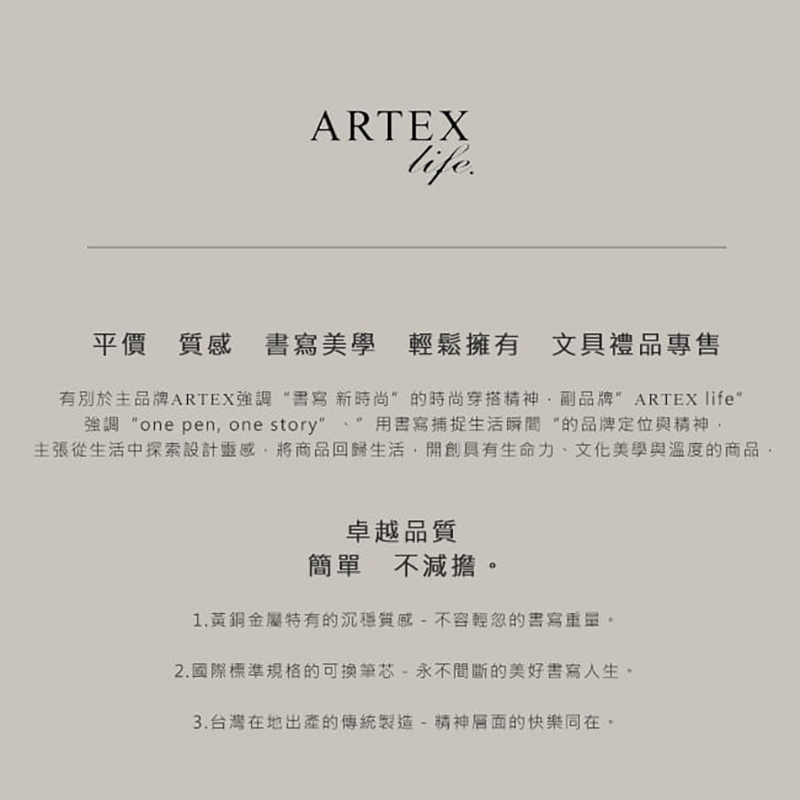 ARTEX
life.
平價 質感 書寫美學 輕鬆擁有 文具禮品專售
有別於主品牌ARTEX強調“書寫 新時尚”的時尚穿搭精神，副品牌” ARTEX life”
強調“one pen, one story” 、” 用書寫捕捉生活瞬間 “的品牌定位與精神，
主張從生活中探索設計靈感，將商品回歸生活，開創具有生命力、文化美學與溫度的商品，
卓越品質
簡單 不減擔。
1.黃銅金屬特有的沉穩質感 - 不容輕忽的書寫重量。
2.國際標準規格的可換筆芯 - 永不間斷的美好書寫人生。
3.台灣在地出產的傳統製造 - 精神層面的快樂同在。